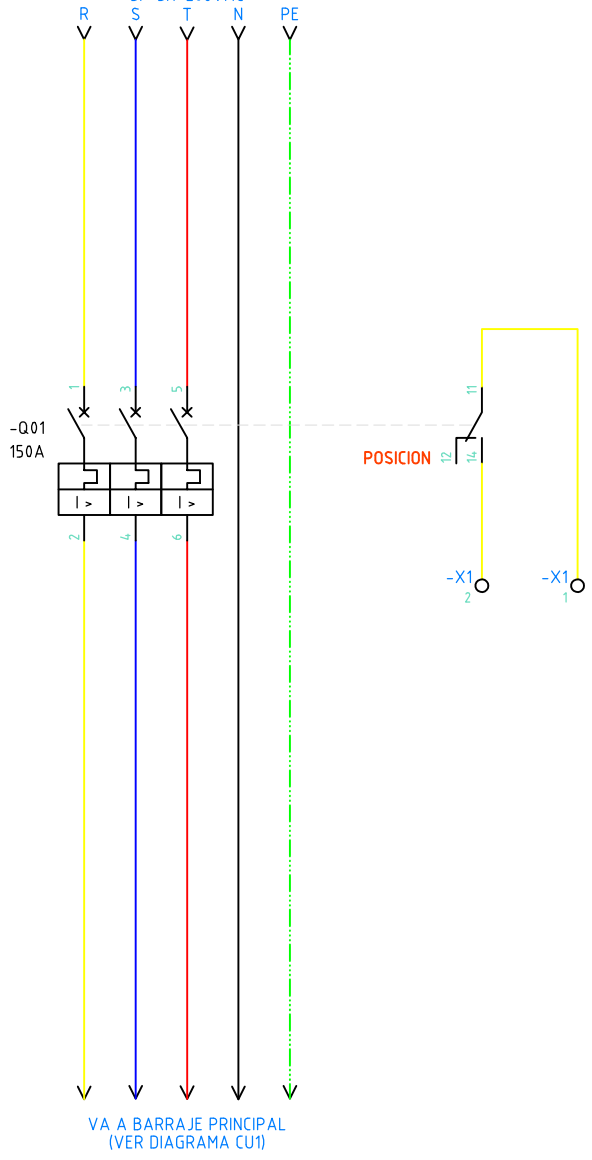 R S T N PE
1 3 5
11
-Q01
150A
POSICION 12 14
I > I > I >
2 4 6
-X1 -X1
2 1
VA A BARRAJE PRINCIPAL
(VER DIAGRAMA CU1)